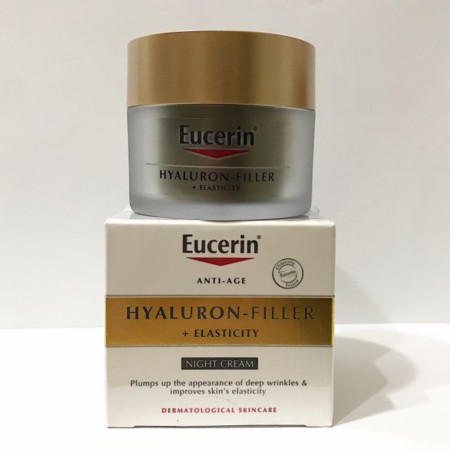 Eucerin®
HYALURON-FILLER
+ ELASTICITY
Eucerin®
ANTI-AGE
HYALURON-FILLER
+ ELASTICITY
NIGHT CREAM
Plumps up the appearance of deep wrinkles &
improves skin's elasticity
DERMATOLOGICAL SKINCARE